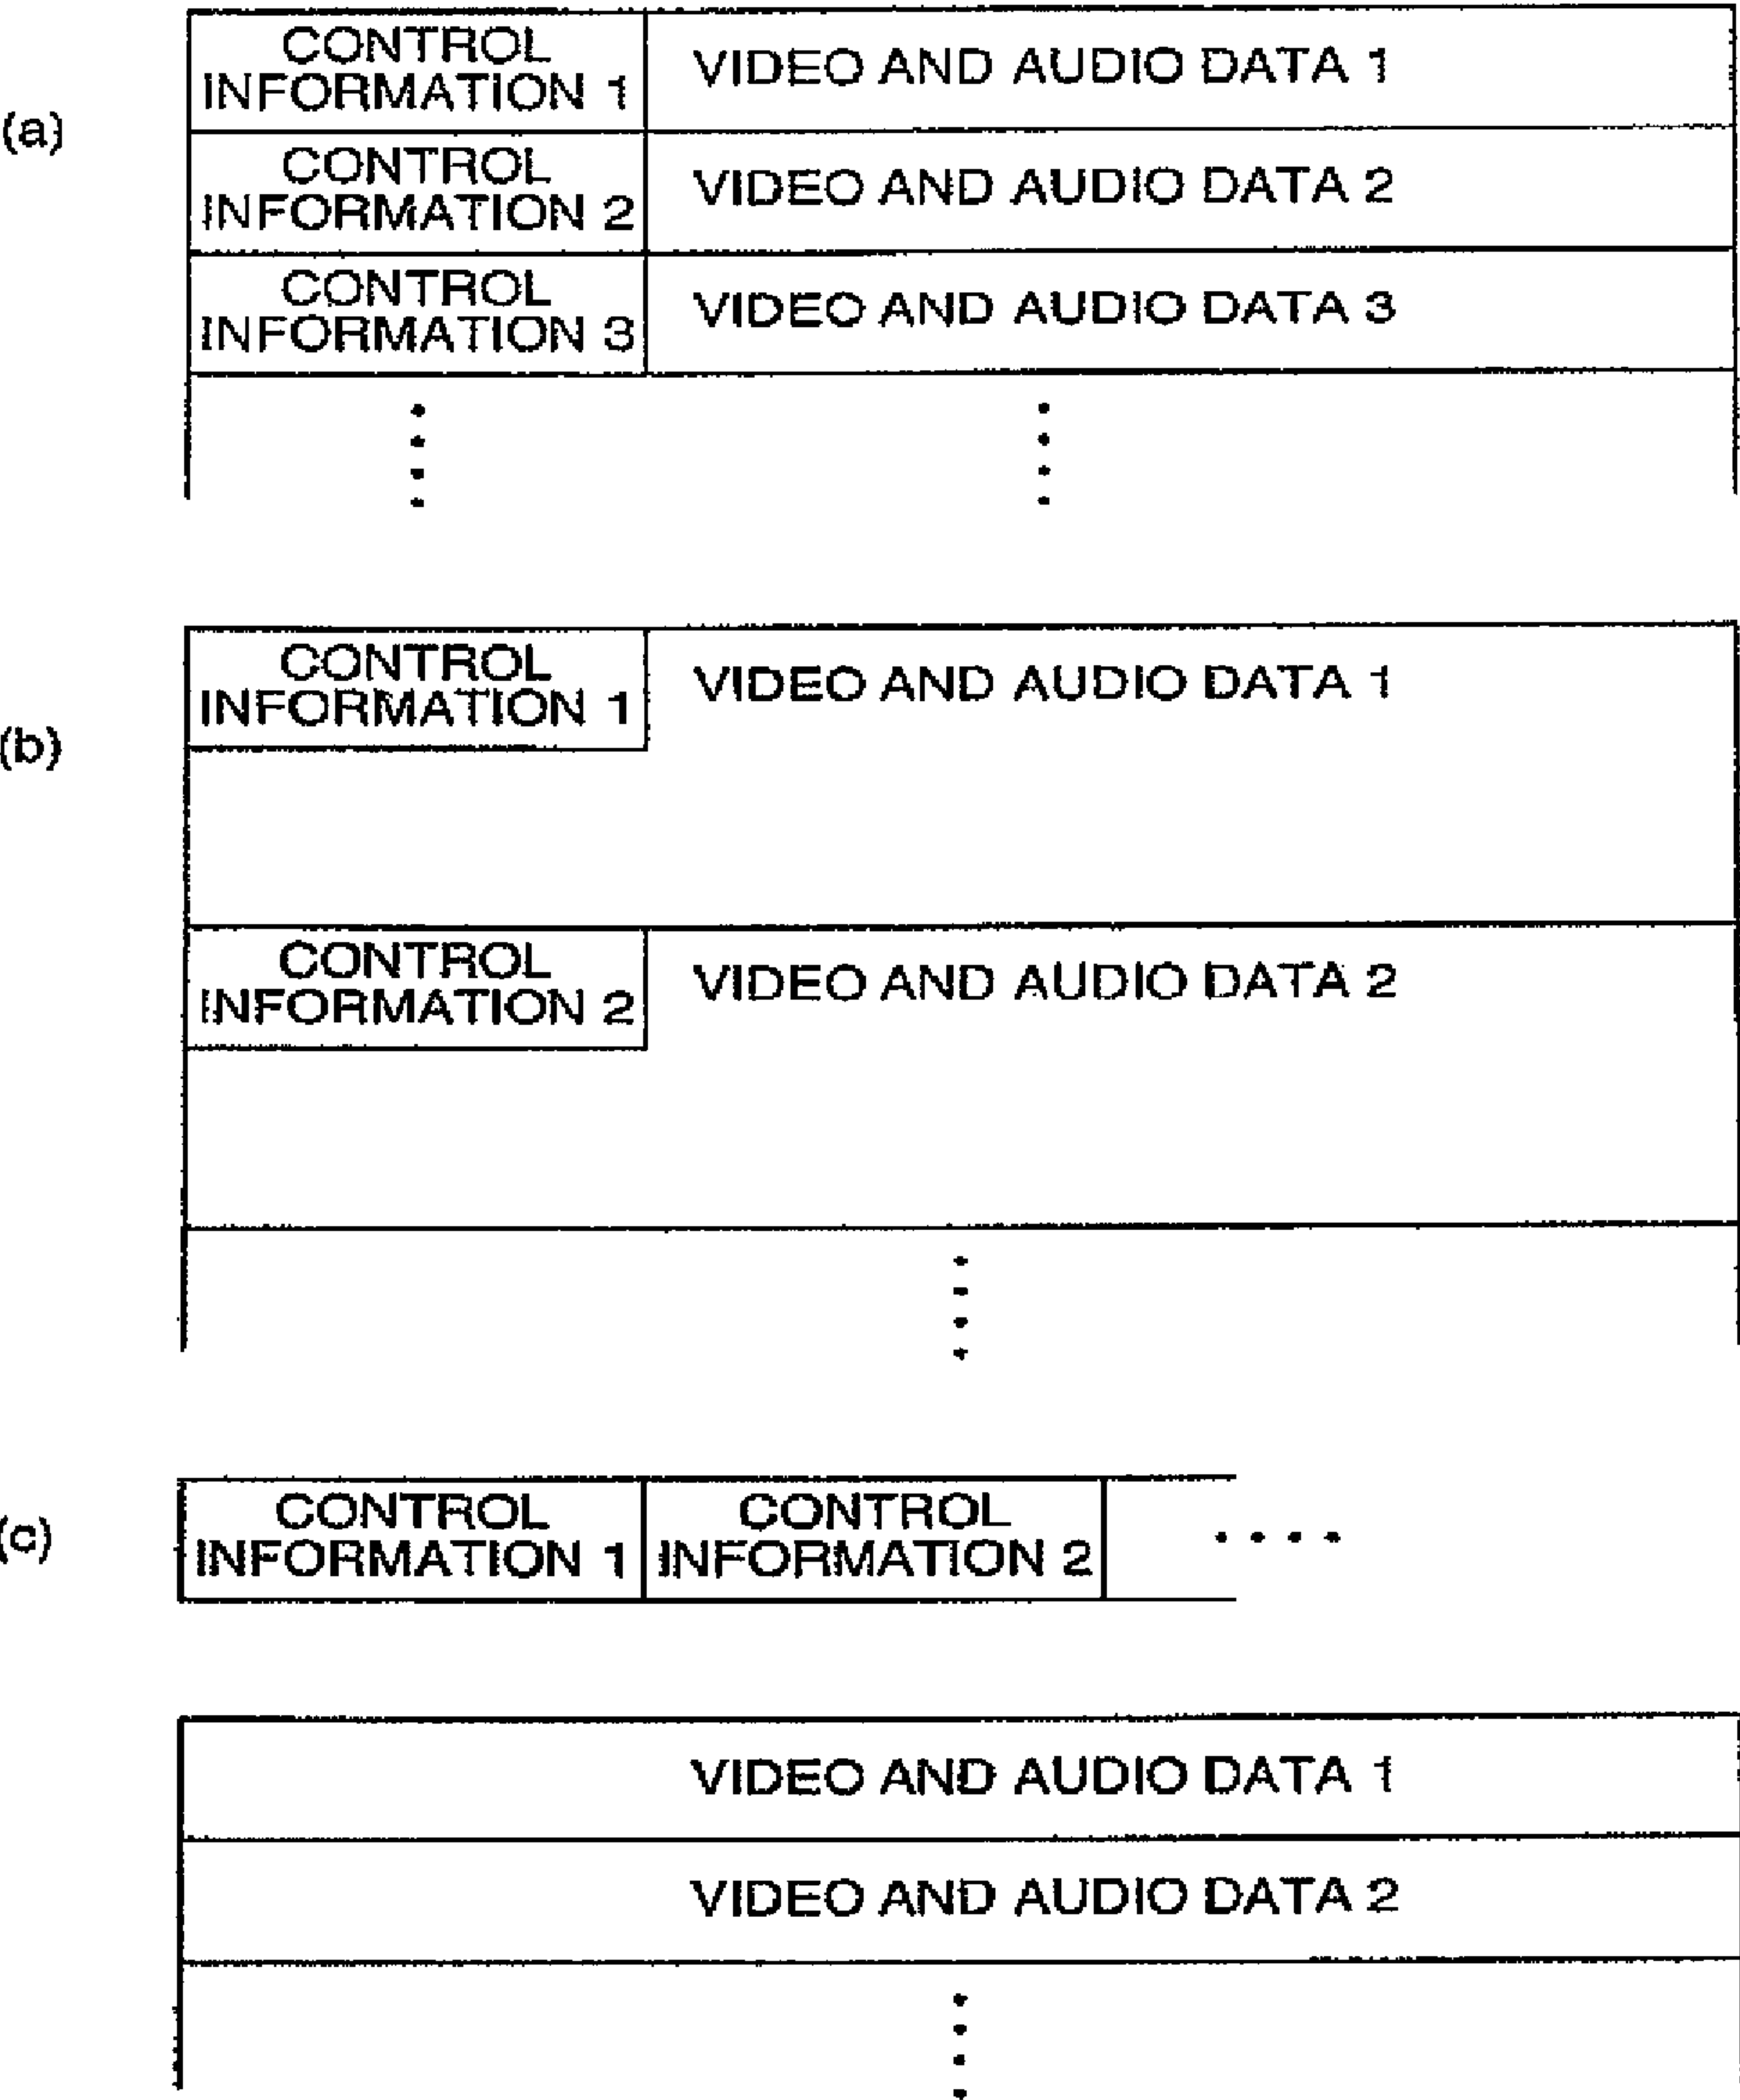 (a)
CONTROL
INFORMATION 1
VIDEO AND AUDIO DATA 1
CONTROL
INFORMATION 2
VIDEO AND AUDIO DATA 2
CONTROL
INFORMATION 3
VIDEO AND AUDIO DATA 3
(b)
CONTROL
INFORMATION 1
VIDEO AND AUDIO DATA 1
CONTROL
INFORMATION 2
VIDEO AND AUDIO DATA 2
(c)
CONTROL
INFORMATION 1
CONTROL
INFORMATION 2
VIDEO AND AUDIO DATA 1
VIDEO AND AUDIO DATA 2